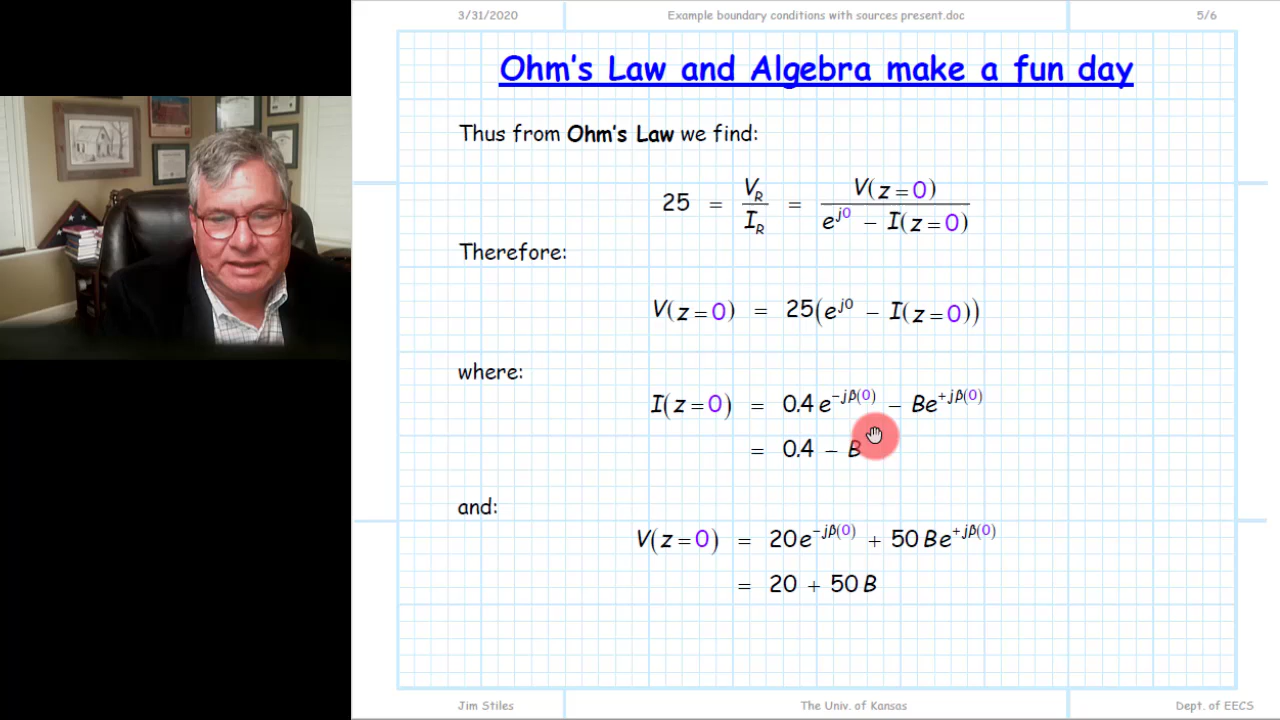 3/31/2020 Example boundary conditions with sources present.doc 5/6
Ohm's Law and Algebra make a fun day
Thus from Ohm's Law we find:
25 = V_R / I_R = V(z=0) / (e^{j0} − I(z=0))
Therefore:
V(z=0) = 25(e^{j0} − I(z=0))
where:
I(z=0) = 0.4 e^{−jβ(0)} − Be^{+jβ(0)}
= 0.4 − B
and:
V(z=0) = 20e^{−jβ(0)} + 50 Be^{+jβ(0)}
= 20 + 50 B
Jim Stiles The Univ. of Kansas Dept. of EECS